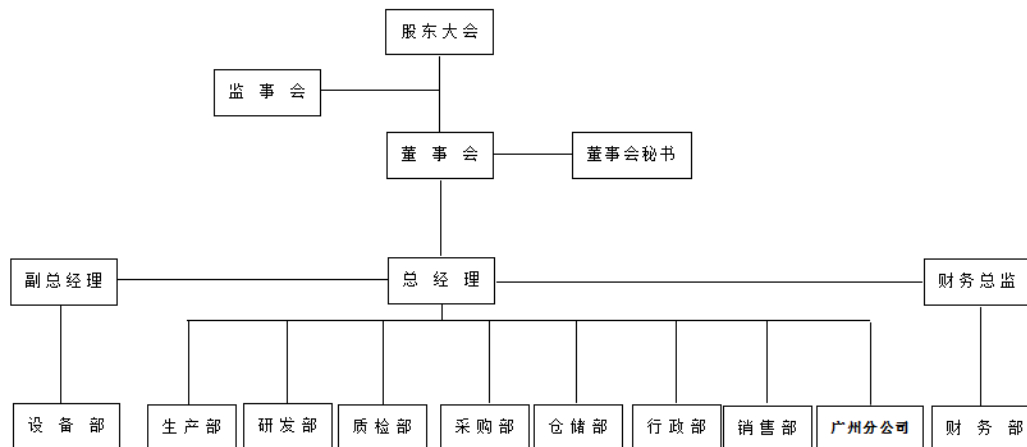 股东大会
监事会
董事会
董事会秘书
副总经理
总经理
财务总监
设备部
生产部
研发部
质检部
采购部
仓储部
行政部
销售部
广州分公司
财务部